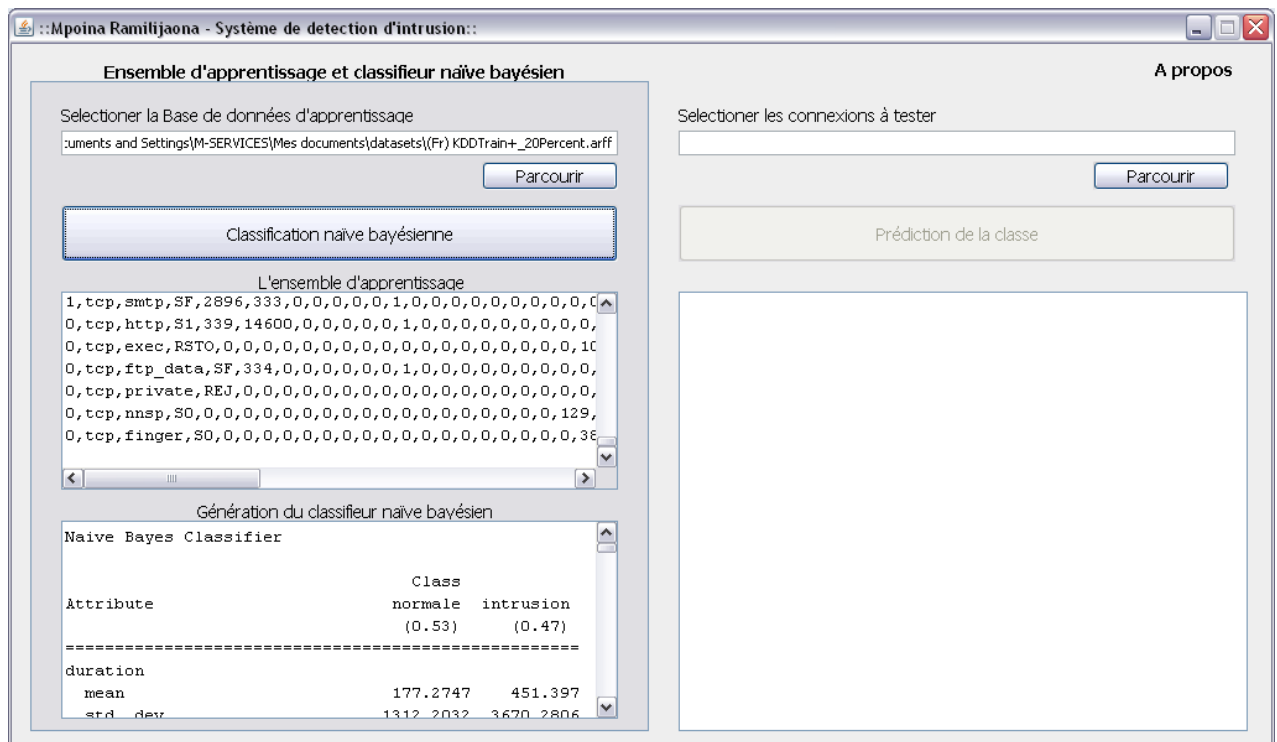 ::Mpoina Ramilijaona - Système de detection d'intrusion::
Ensemble d'apprentissage et classifieur naïve bayésien
A propos
Selectioner la Base de données d'apprentissage
:uments and Settings\M-SERVICES\Mes documents\datasets\(Fr) KDDTrain+_20Percent.arff
Parcourir
Classification naïve bayésienne
L'ensemble d'apprentissage
1,tcp,smtp,SF,2896,333,0,0,0,0,0,1,0,0,0,0,0,0,0,0,0,0
0,tcp,http,S1,339,14600,0,0,0,0,0,1,0,0,0,0,0,0,0,0,0,
0,tcp,exec,RSTO,0,0,0,0,0,0,0,0,0,0,0,0,0,0,0,0,0,10
0,tcp,ftp_data,SF,334,0,0,0,0,0,0,1,0,0,0,0,0,0,0,0,0,
0,tcp,private,REJ,0,0,0,0,0,0,0,0,0,0,0,0,0,0,0,0,0,
0,tcp,nnsp,S0,0,0,0,0,0,0,0,0,0,0,0,0,0,0,0,0,0,129,
0,tcp,finger,S0,0,0,0,0,0,0,0,0,0,0,0,0,0,0,0,0,0,38
Génération du classifieur naïve bayésien
Naive Bayes Classifier
Class
Attribute normale intrusion
(0.53) (0.47)
=====================================================
duration
mean 177.2747 451.397
std. dev. 1312.2032 3670.2806
Selectioner les connexions à tester
Parcourir
Prédiction de la classe